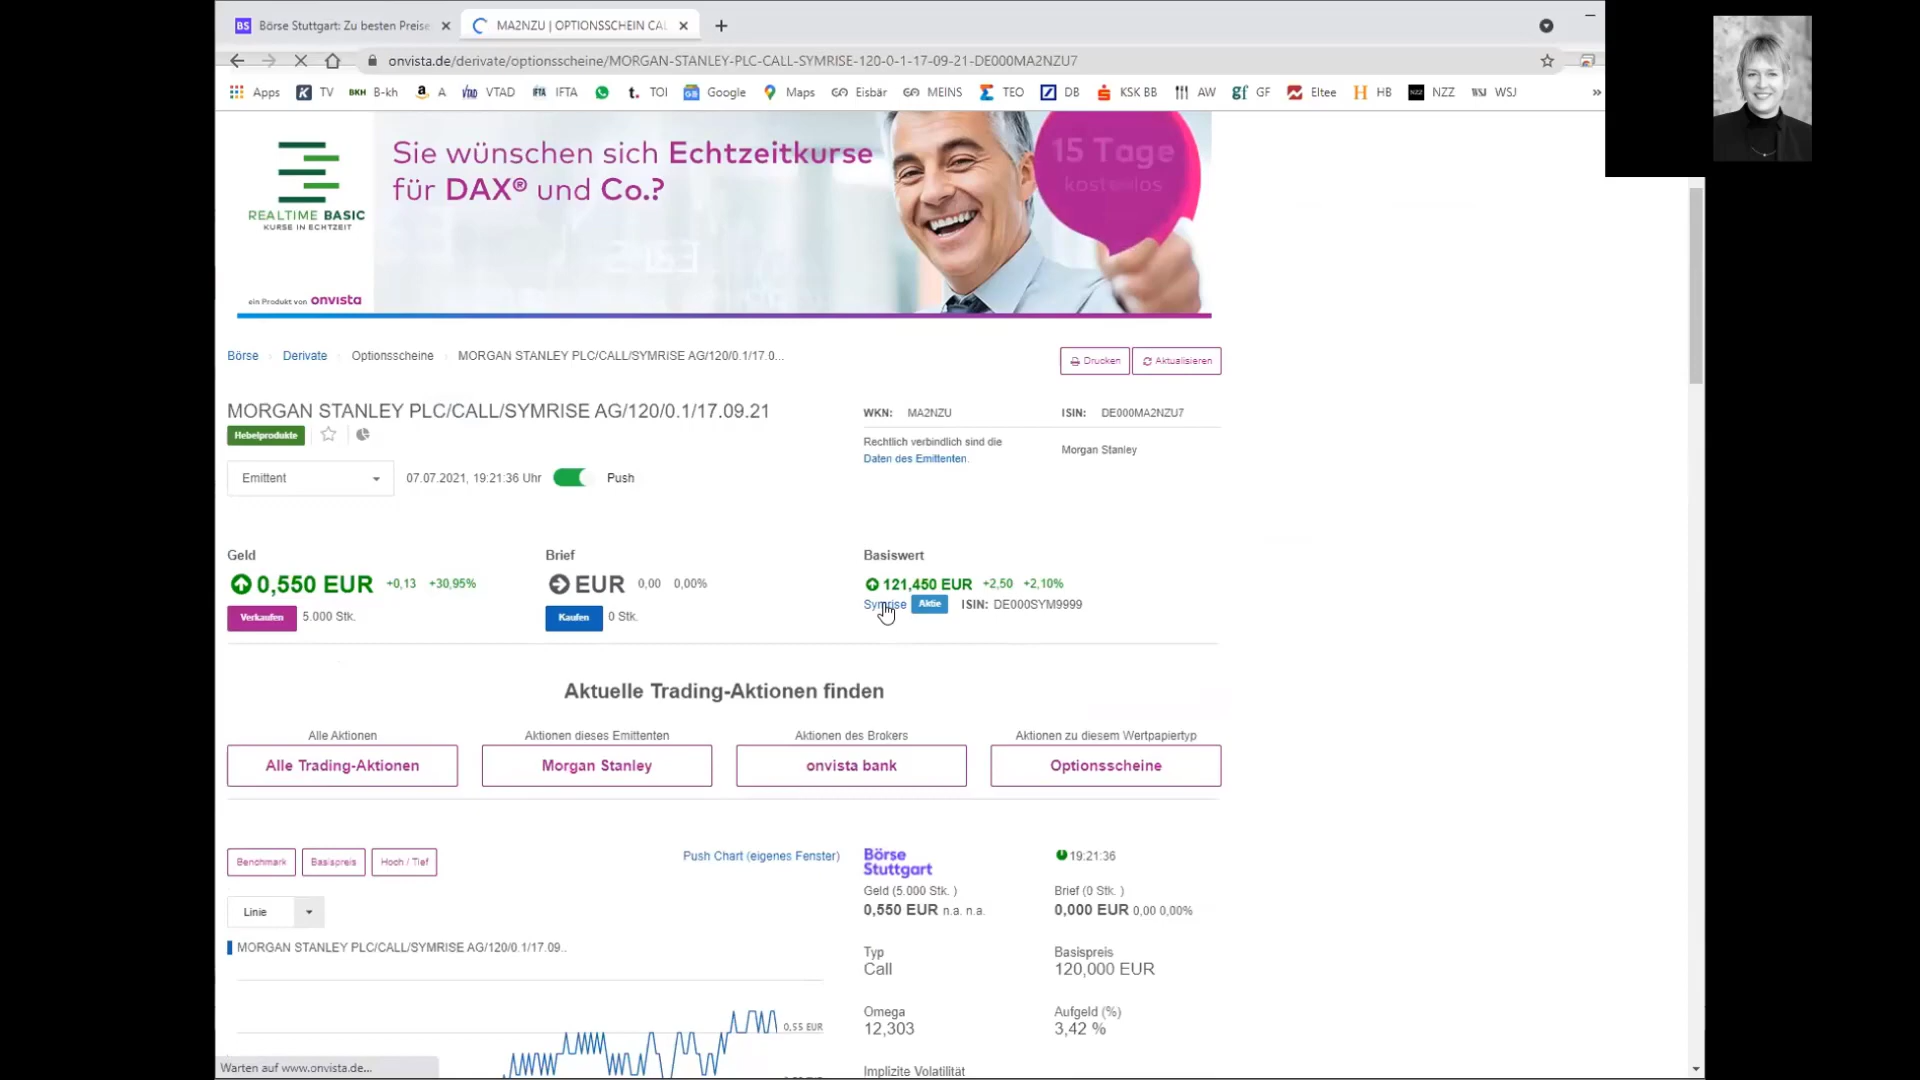 BS Börse Stuttgart: Zu besten Preise
MA2NZU | OPTIONSSCHEIN CAL
onvista.de/derivate/optionsscheine/MORGAN-STANLEY-PLC-CALL-SYMRISE-120-0-1-17-09-21-DE000MA2NZU7
Apps TV BKH B-kh a A VTAD IFTA IFTA t. TOI Google Maps Eisbär MEINS TEO DB KSK BB AW gf GF Eltee H HB NZZ NZZ WSJ WSJ »
Sie wünschen sich Echtzeitkurse
für DAX® und Co.?
15 Tage
kostenlos
REALTIME BASIC
KURSE IN ECHTZEIT
ein Produkt von onvista
Börse Derivate Optionsscheine MORGAN STANLEY PLC/CALL/SYMRISE AG/120/0.1/17.0...
Drucken Aktualisieren
MORGAN STANLEY PLC/CALL/SYMRISE AG/120/0.1/17.09.21
WKN: MA2NZU ISIN: DE000MA2NZU7
Hebelprodukte
Rechtlich verbindlich sind die
Daten des Emittenten.
Morgan Stanley
Emittent 07.07.2021, 19:21:36 Uhr Push
Geld Brief Basiswert
0,550 EUR +0,13 +30,95% EUR 0,00 0,00% 121,450 EUR +2,50 +2,10%
Symrise Aktie ISIN: DE000SYM9999
Verkaufen 5.000 Stk. Kaufen 0 Stk.
Aktuelle Trading-Aktionen finden
Alle Aktionen Aktionen dieses Emittenten Aktionen des Brokers Aktionen zu diesem Wertpapiertyp
Alle Trading-Aktionen Morgan Stanley onvista bank Optionsscheine
Benchmark Basispreis Hoch / Tief
Push Chart (eigenes Fenster)
Börse
Stuttgart
19:21:36
Geld (5.000 Stk. ) Brief (0 Stk. )
0,550 EUR n.a. n.a. 0,000 EUR 0,00 0,00%
Linie
MORGAN STANLEY PLC/CALL/SYMRISE AG/120/0.1/17.09..
Typ Basispreis
Call 120,000 EUR
Omega Aufgeld (%)
12,303 3,42 %
0,55 EUR
Implizite Volatilität
Warten auf www.onvista.de...